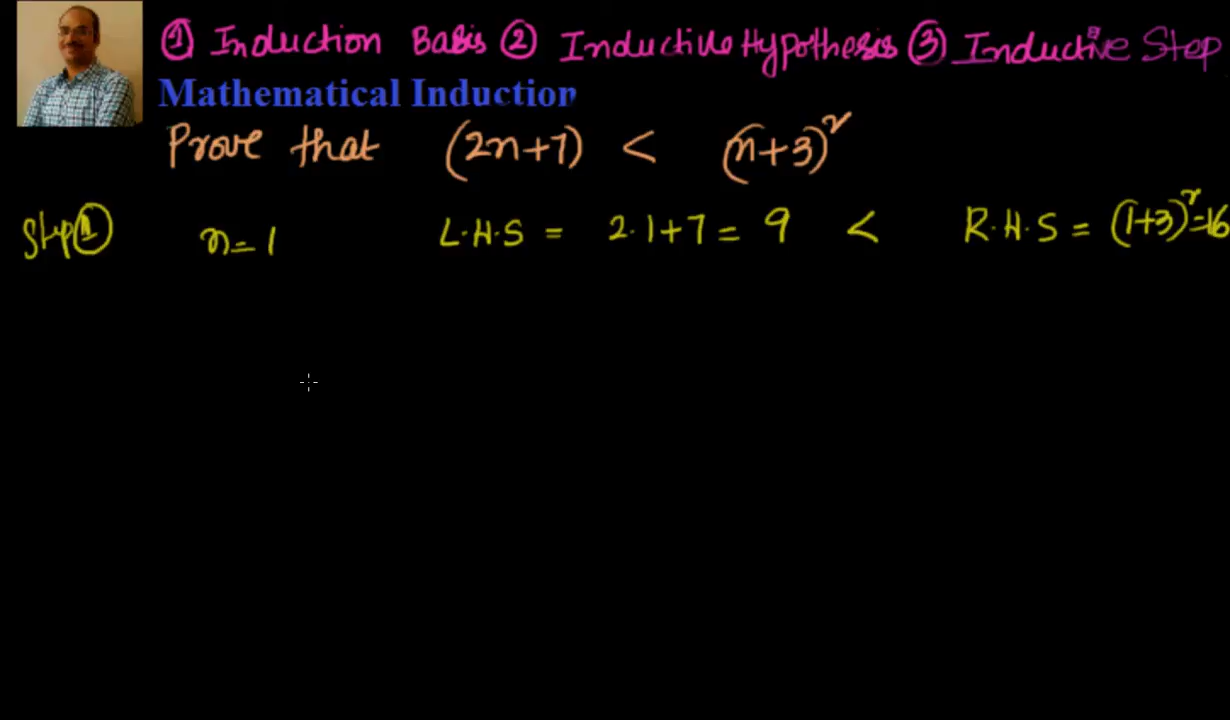 ① Induction Basis ② Inductive Hypothesis ③ Inductive Step
Mathematical Induction
Prove that (2n+7) < (n+3)²
Step ① n=1 L.H.S = 2.1+7 = 9 < R.H.S = (1+3)² = 16